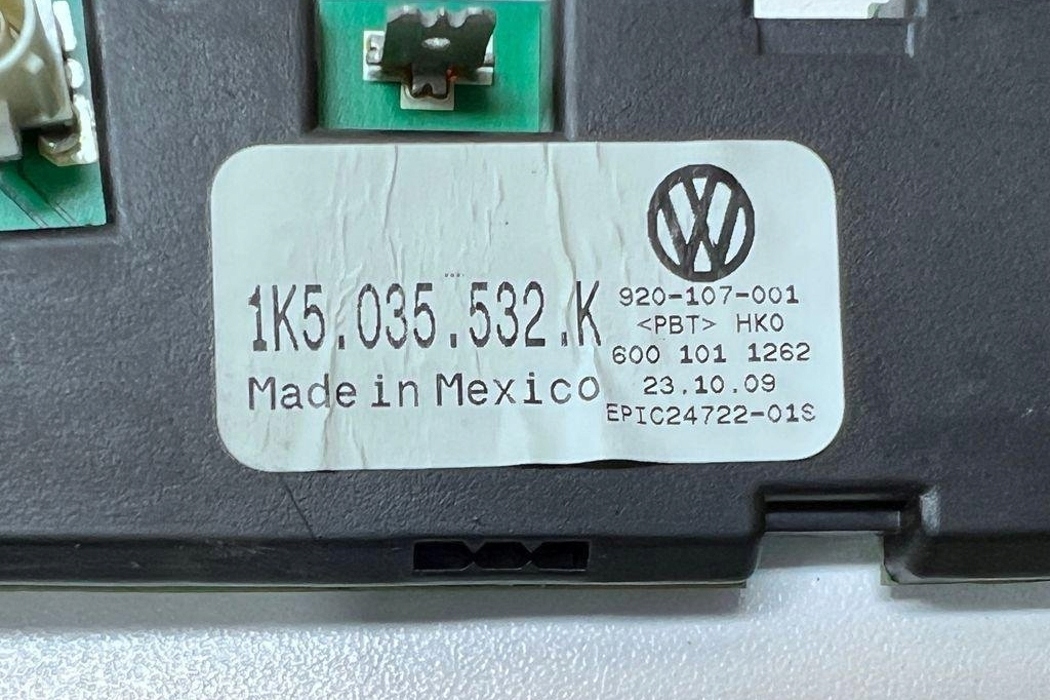 1K5.035.532.K
Made in Mexico
920-107-001
<PBT> HK0
600 101 1262
23.10.09
EPIC24722-01S